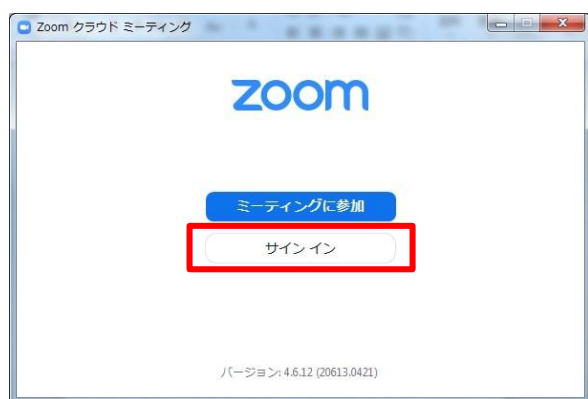 Zoom クラウド ミーティング
zoom
ミーティングに参加
サイン イン
バージョン: 4.6.12 (20613.0421)